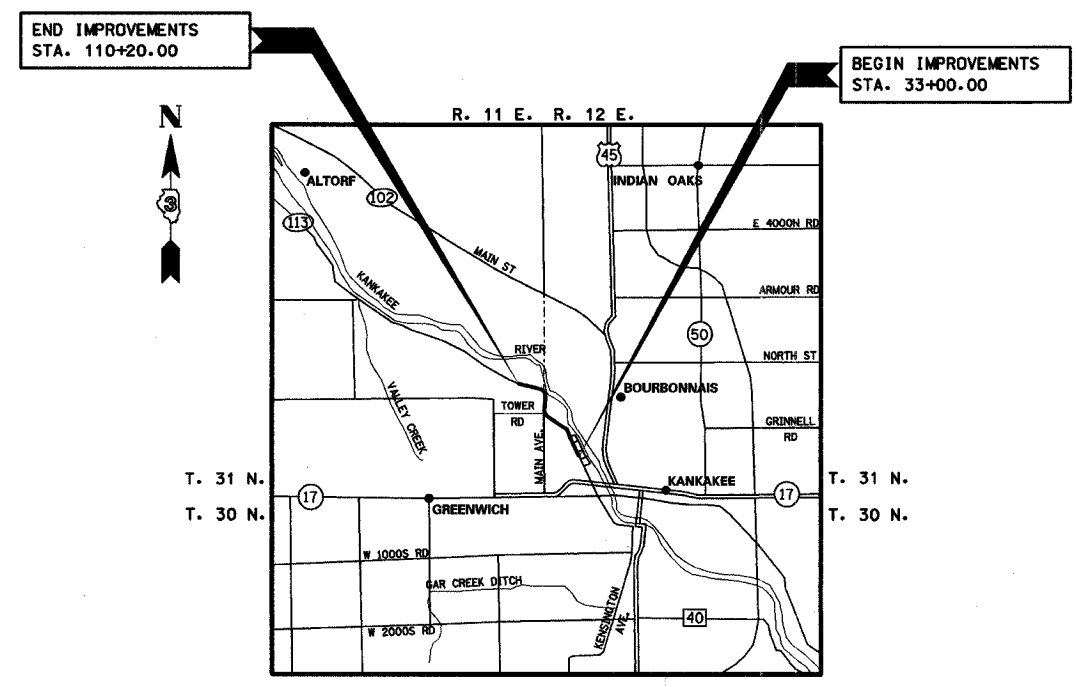 END IMPROVEMENTS
STA. 110+20.00
BEGIN IMPROVEMENTS
STA. 33+00.00
N
3
R. 11 E. R. 12 E.
45
ALTORF
INDIAN OAKS
102
113
E 4000N RD
MAIN ST
KANKAKEE
ARMOUR RD
50
RIVER
NORTH ST
BOURBONNAIS
VALLEY CREEK
TOWER
RD
GRINNELL
RD
MAIN AVE.
T. 31 N.
KANKAKEE
T. 31 N.
17
17
T. 30 N.
GREENWICH
T. 30 N.
W 1000S RD
GAR CREEK DITCH
KENSINGTON
AVE.
40
W 2000S RD